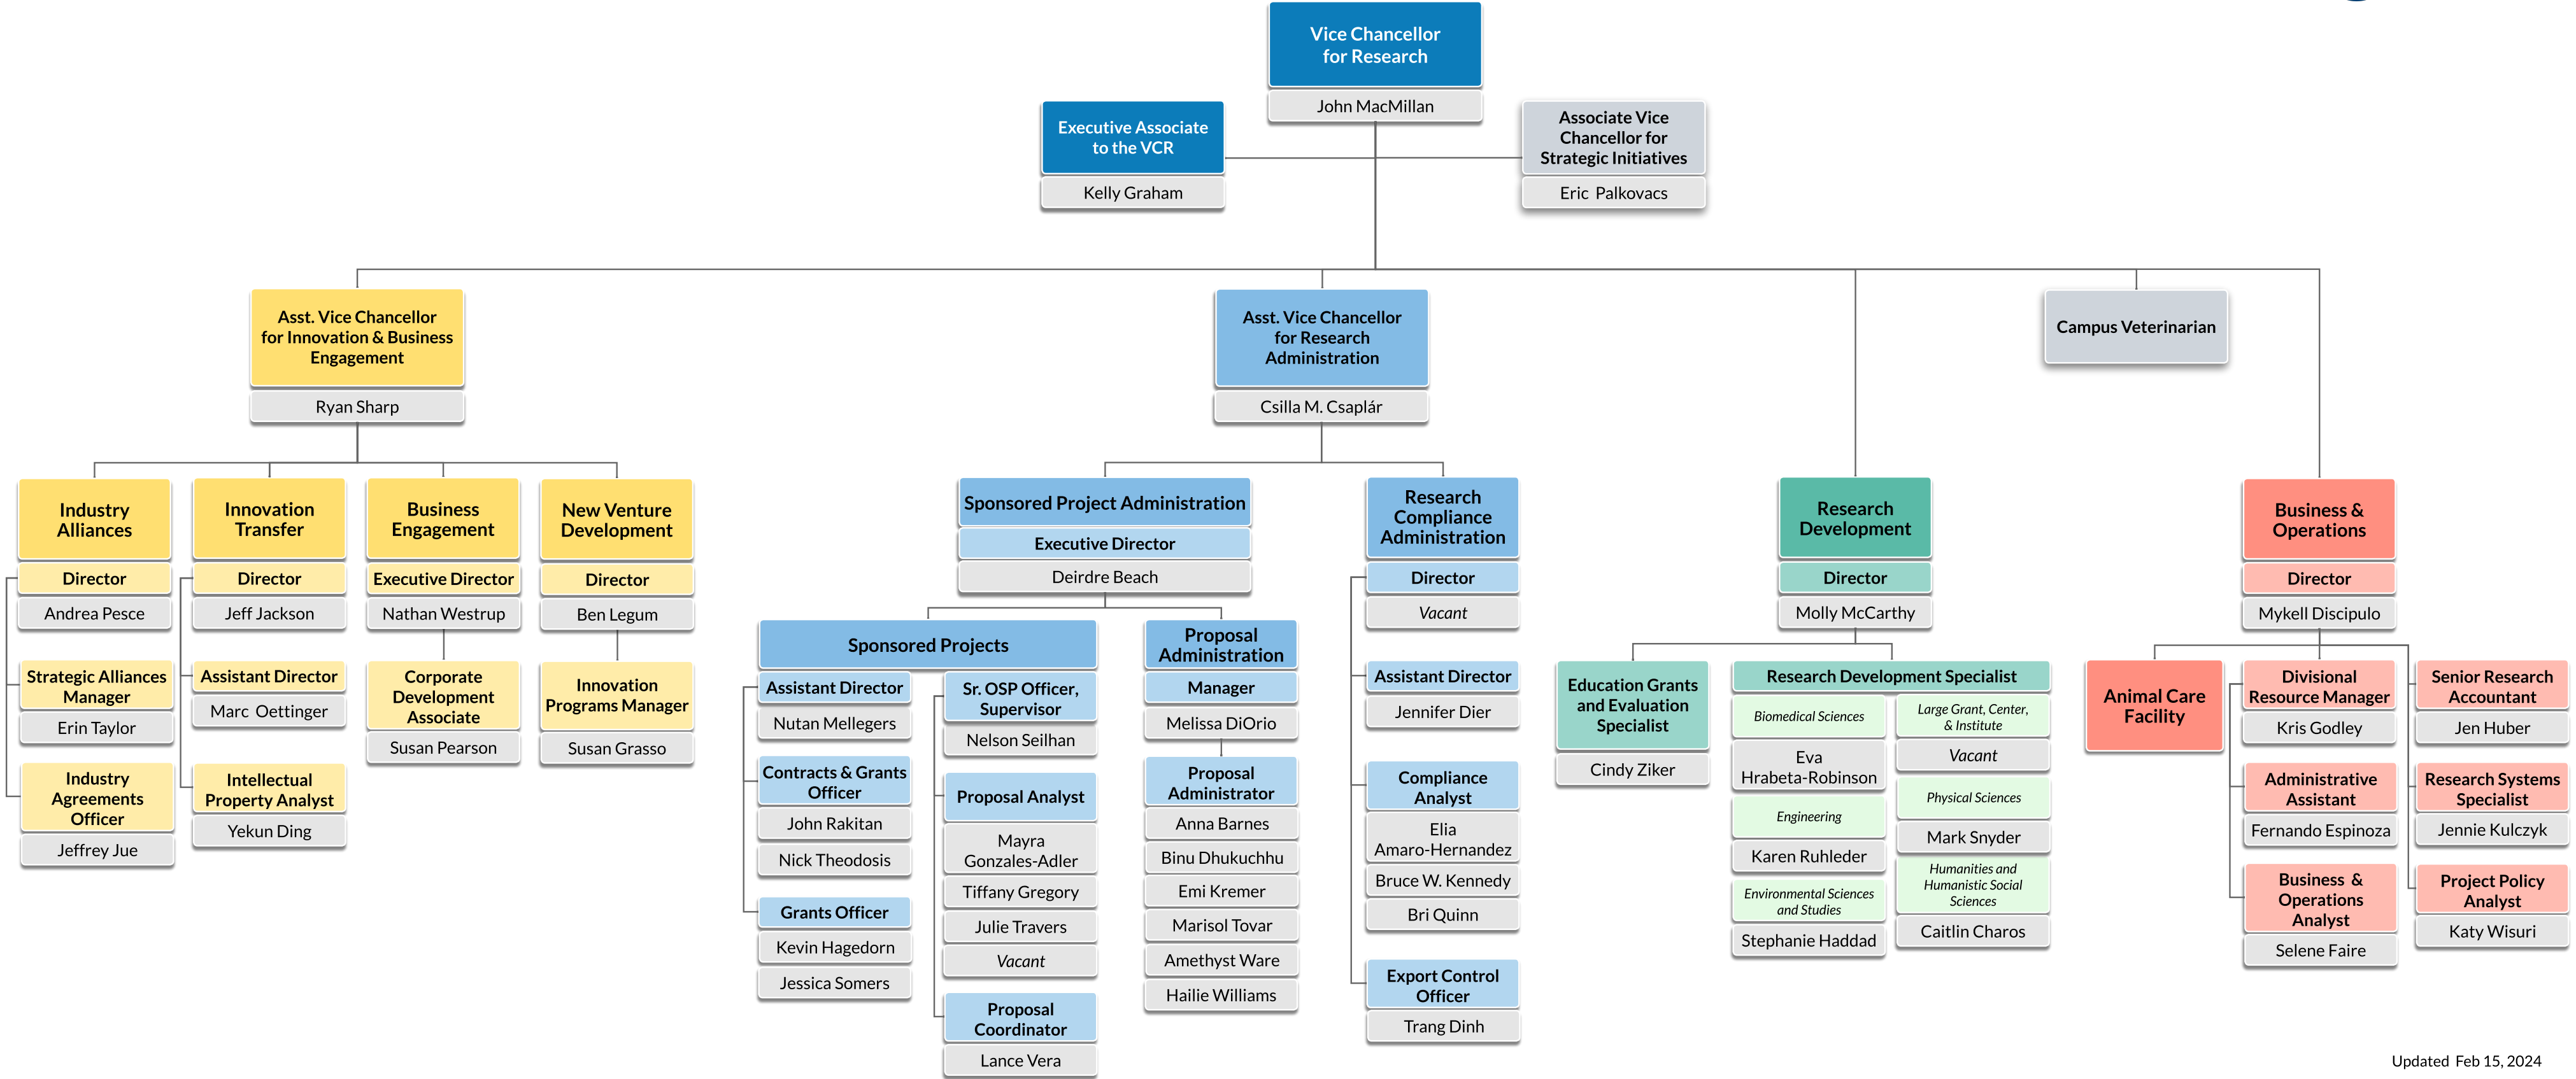 Vice Chancellor
for Research
John MacMillan
Executive Associate
to the VCR
Kelly Graham
Associate Vice
Chancellor for
Strategic Initiatives
Eric  Palkovacs
Asst. Vice Chancellor
for Innovation & Business
Engagement
Ryan Sharp
Asst. Vice Chancellor
for Research
Administration
Csilla M. Csaplár
Campus Veterinarian
Industry
Alliances
Director
Andrea Pesce
Strategic Alliances
Manager
Erin Taylor
Industry
Agreements
Officer
Jeffrey Jue
Innovation
Transfer
Director
Jeff Jackson
Assistant Director
Marc  Oettinger
Intellectual
Property Analyst
Yekun Ding
Business
Engagement
Executive Director
Nathan Westrup
Corporate
Development
Associate
Susan Pearson
New Venture
Development
Director
Ben Legum
Innovation
Programs Manager
Susan Grasso
Sponsored Project Administration
Executive Director
Deirdre Beach
Sponsored Projects
Assistant Director
Nutan Mellegers
Contracts & Grants
Officer
John Rakitan
Nick Theodosis
Grants Officer
Kevin Hagedorn
Jessica Somers
Sr. OSP Officer,
Supervisor
Nelson Seilhan
Proposal Analyst
Mayra
Gonzales-Adler
Tiffany Gregory
Julie Travers
Vacant
Proposal
Coordinator
Lance Vera
Proposal
Administration
Manager
Melissa DiOrio
Proposal
Administrator
Anna Barnes
Binu Dhukuchhu
Emi Kremer
Marisol Tovar
Amethyst Ware
Hailie Williams
Research
Compliance
Administration
Director
Vacant
Assistant Director
Jennifer Dier
Compliance
Analyst
Elia
Amaro-Hernandez
Bruce W. Kennedy
Bri Quinn
Export Control
Officer
Trang Dinh
Research
Development
Director
Molly McCarthy
Education Grants
and Evaluation
Specialist
Cindy Ziker
Research Development Specialist
Biomedical Sciences
Eva
Hrabeta-Robinson
Engineering
Karen Ruhleder
Environmental Sciences
and Studies
Stephanie Haddad
Large Grant, Center,
& Institute
Vacant
Physical Sciences
Mark Snyder
Humanities and
Humanistic Social
Sciences
Caitlin Charos
Business &
Operations
Director
Mykell Discipulo
Animal Care
Facility
Divisional
Resource Manager
Kris Godley
Administrative
Assistant
Fernando Espinoza
Business  &
Operations
Analyst
Selene Faire
Senior Research
Accountant
Jen Huber
Research Systems
Specialist
Jennie Kulczyk
Project Policy
Analyst
Katy Wisuri
Updated  Feb 15, 2024